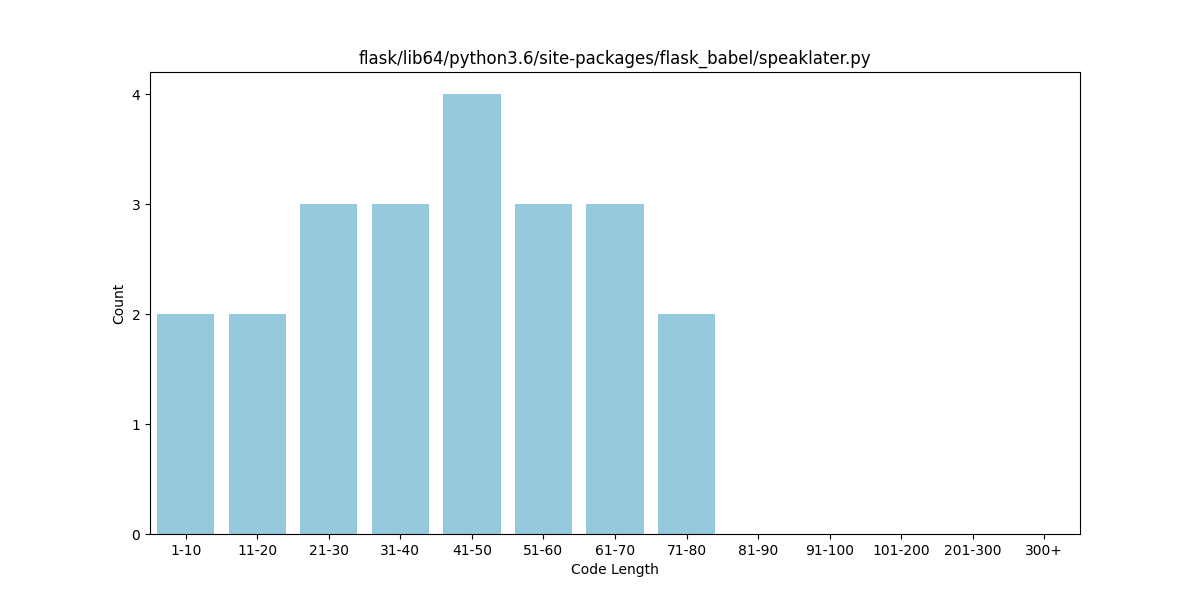 flask/lib64/python3.6/site-packages/flask_babel/speaklater.py
4
3
2
1
0
Count
1-10 11-20 21-30 31-40 41-50 51-60 61-70 71-80 81-90 91-100 101-200 201-300 300+
Code Length